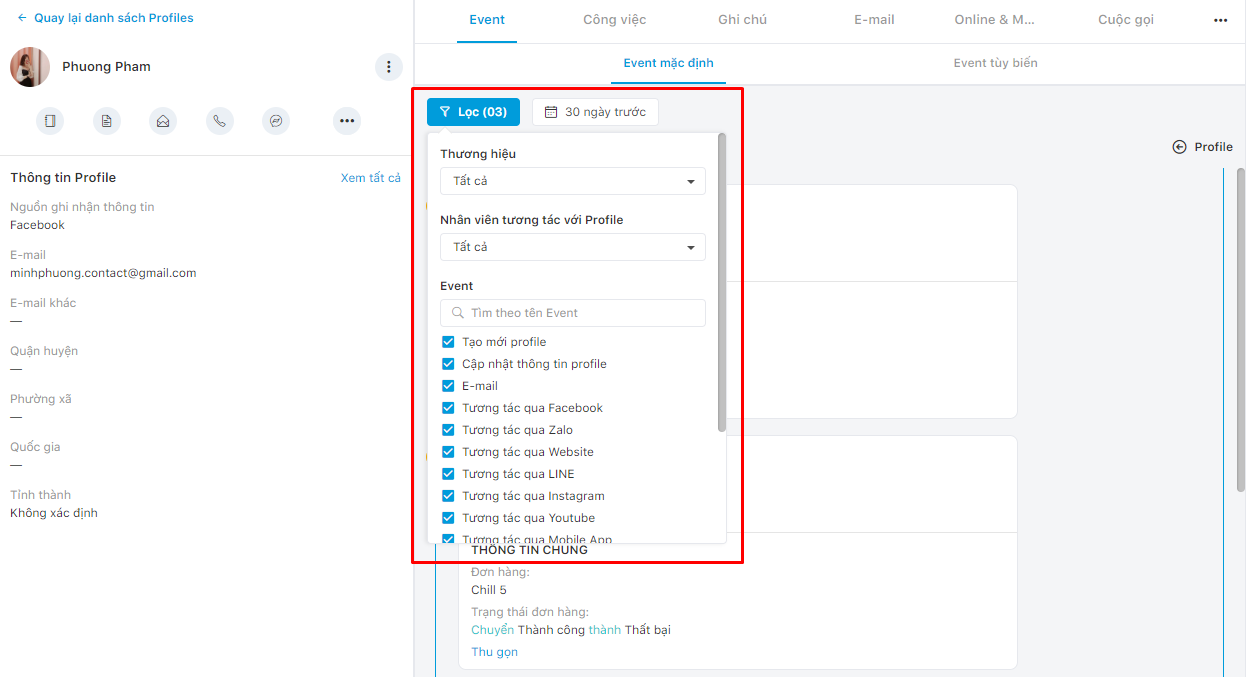 Quay lại danh sách Profiles
Phuong Pham
Thông tin Profile
Xem tất cả
Nguồn ghi nhận thông tin
Facebook
E-mail
minhphuong.contact@gmail.com
E-mail khác
—
Quận huyện
—
Phường xã
—
Quốc gia
—
Tỉnh thành
Không xác định
Event
Công việc
Ghi chú
E-mail
Online & M...
Cuộc gọi
Event mặc định
Event tùy biến
Lọc (03)
30 ngày trước
Profile
Thương hiệu
Tất cả
Nhân viên tương tác với Profile
Tất cả
Event
Tìm theo tên Event
Tạo mới profile
Cập nhật thông tin profile
E-mail
Tương tác qua Facebook
Tương tác qua Zalo
Tương tác qua Website
Tương tác qua LINE
Tương tác qua Instagram
Tương tác qua Youtube
Tương tác qua Mobile App
THÔNG TIN CHUNG
Đơn hàng:
Chill 5
Trạng thái đơn hàng:
Chuyển Thành công thành Thất bại
Thu gọn